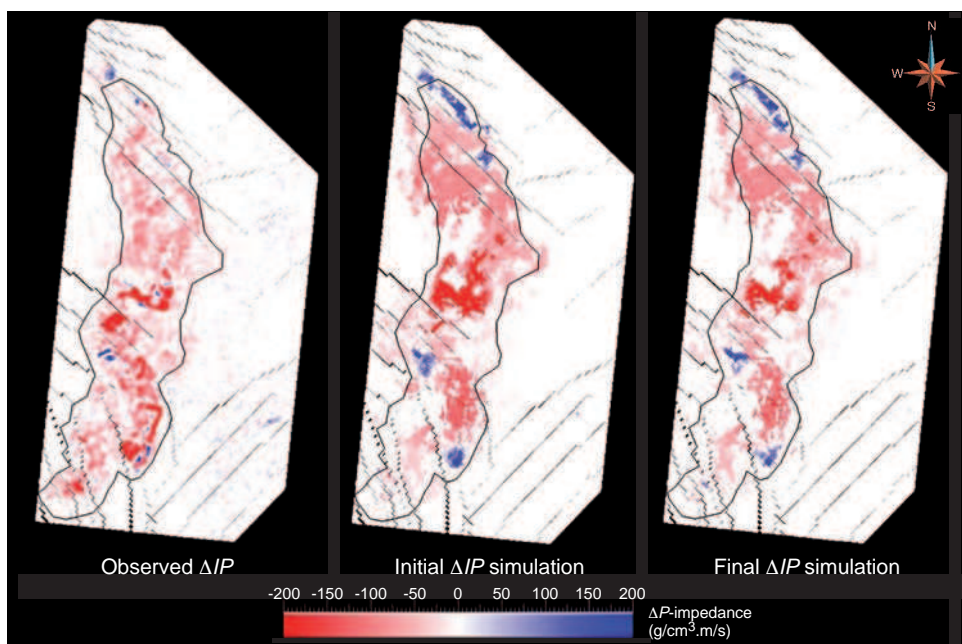 N
W E
S
Observed ΔIP
Initial ΔIP simulation
Final ΔIP simulation
-200 -150 -100 -50 0 50 100 150 200
ΔP-impedance
(g/cm³.m/s)